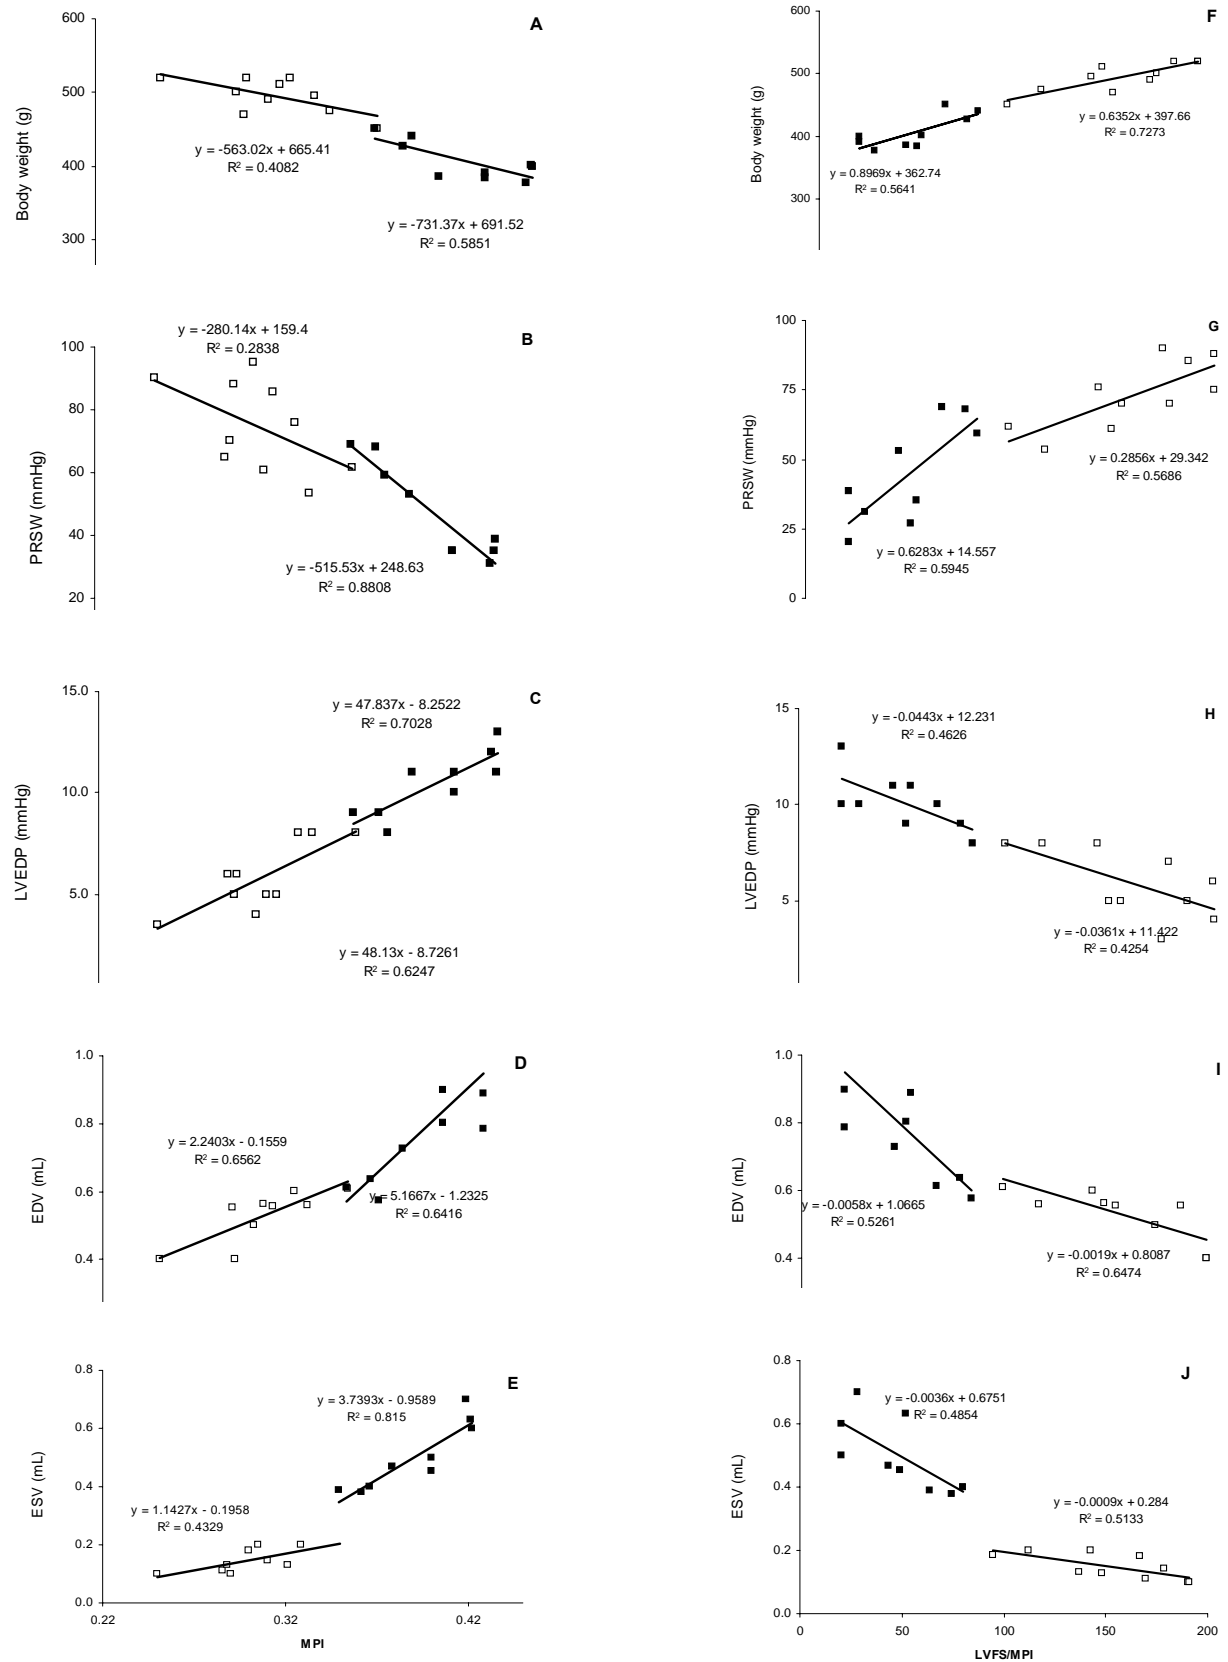 A
600
500
400
300
Body weight (g)
y = -563.02x + 665.41
R² = 0.4082
y = -731.37x + 691.52
R² = 0.5851
F
600
500
400
300
Body weight (g)
y = 0.6352x + 397.66
R² = 0.7273
y = 0.8969x + 362.74
R² = 0.5641
B
y = -280.14x + 159.4
R² = 0.2838
100
80
60
40
20
PRSW (mmHg)
y = -515.53x + 248.63
R² = 0.8808
G
100
75
50
25
0
PRSW (mmHg)
y = 0.2856x + 29.342
R² = 0.5686
y = 0.6283x + 14.557
R² = 0.5945
C
15.0
10.0
5.0
LVEDP (mmHg)
y = 47.837x - 8.2522
R² = 0.7028
y = 48.13x - 8.7261
R² = 0.6247
H
15
10
5
LVEDP (mmHg)
y = -0.0443x + 12.231
R² = 0.4626
y = -0.0361x + 11.422
R² = 0.4254
D
1.0
0.8
0.6
0.4
EDV (mL)
y = 2.2403x - 0.1559
R² = 0.6562
y = 5.1667x - 1.2325
R² = 0.6416
I
1.0
0.8
0.6
0.4
EDV (mL)
y = -0.0058x + 1.0665
R² = 0.5261
y = -0.0019x + 0.8087
R² = 0.6474
E
0.8
0.6
0.4
0.2
0.0
ESV (mL)
y = 3.7393x - 0.9589
R² = 0.815
y = 1.1427x - 0.1958
R² = 0.4329
0.22
0.32
0.42
MPI
J
0.8
0.6
0.4
0.2
0.0
ESV (mL)
y = -0.0036x + 0.6751
R² = 0.4854
y = -0.0009x + 0.284
R² = 0.5133
0
50
100
150
200
LVFS/MPI